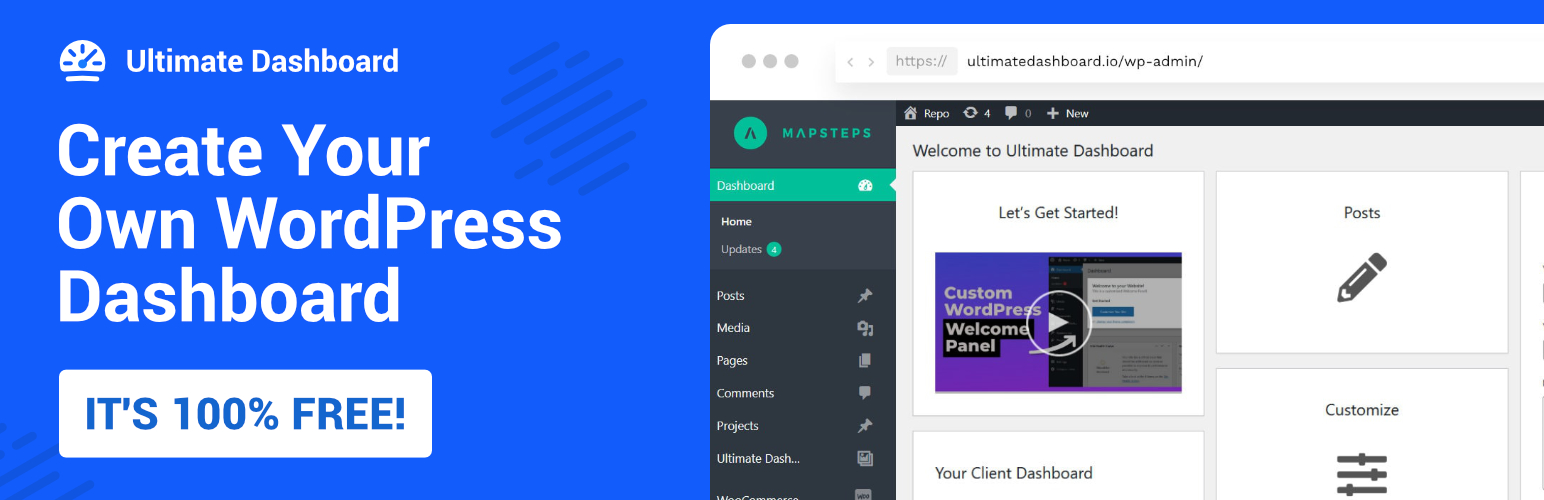 Ultimate Dashboard
Create Your
Own WordPress
Dashboard
IT'S 100% FREE!
https://
ultimatedashboard.io/wp-admin/
MAPSTEPS
Repo
4
0
New
Dashboard
Home
Updates 4
Posts
Media
Pages
Comments
Projects
Ultimate Dash...
WooCommerce
Welcome to Ultimate Dashboard
Let's Get Started!
Custom
WordPress
Welcome
Panel
Your Client Dashboard
Posts
Customize